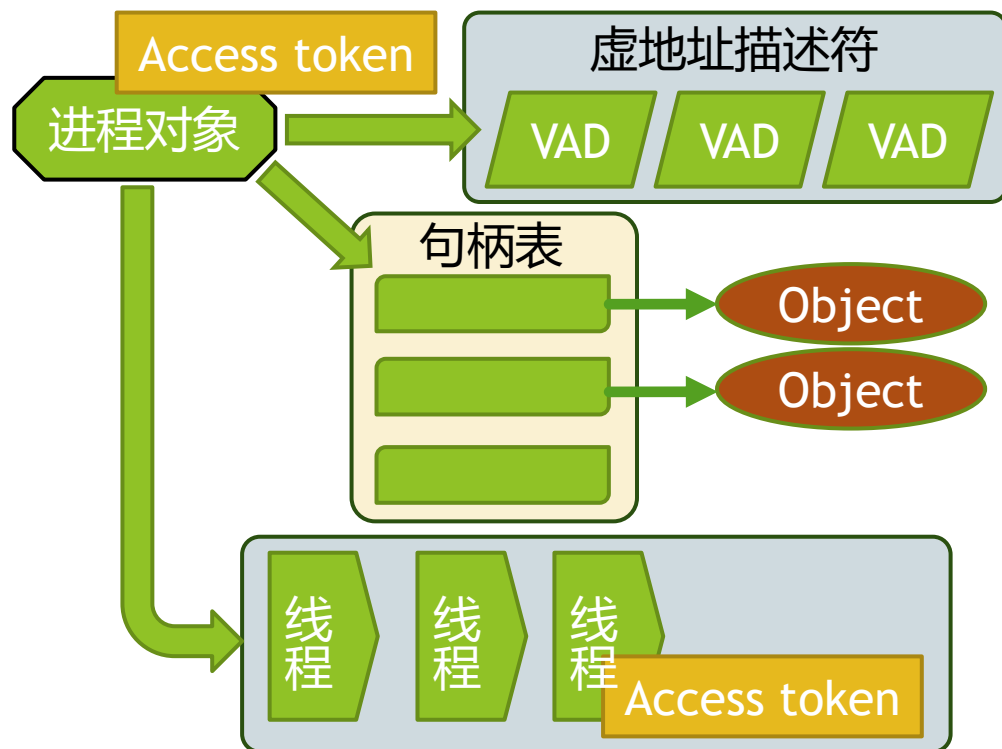 Access token
进程对象
虚地址描述符
VAD
VAD
VAD
句柄表
Object
Object
线
程
线
程
线
程
Access token